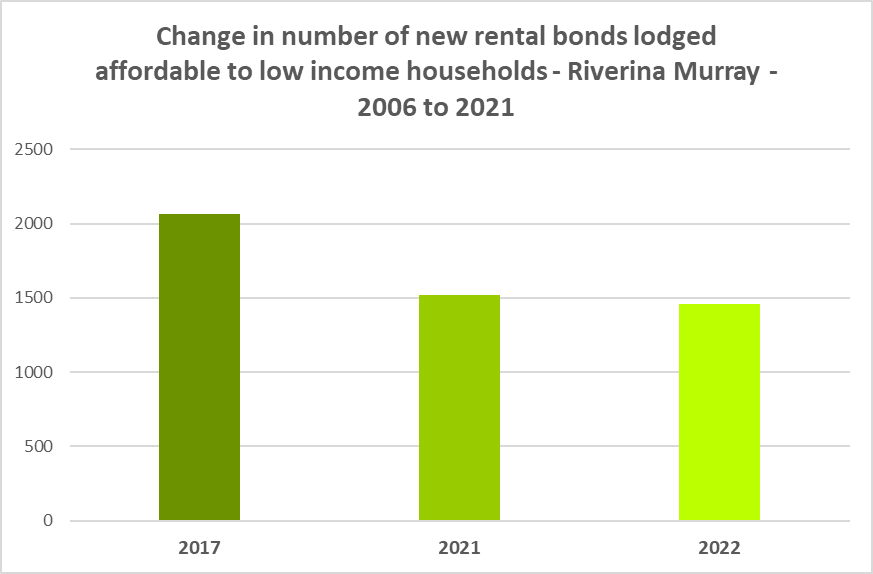 Change in number of new rental bonds lodged
affordable to low income households - Riverina Murray -
2006 to 2021
2500
2000
1500
1000
500
0
2017 2021 2022